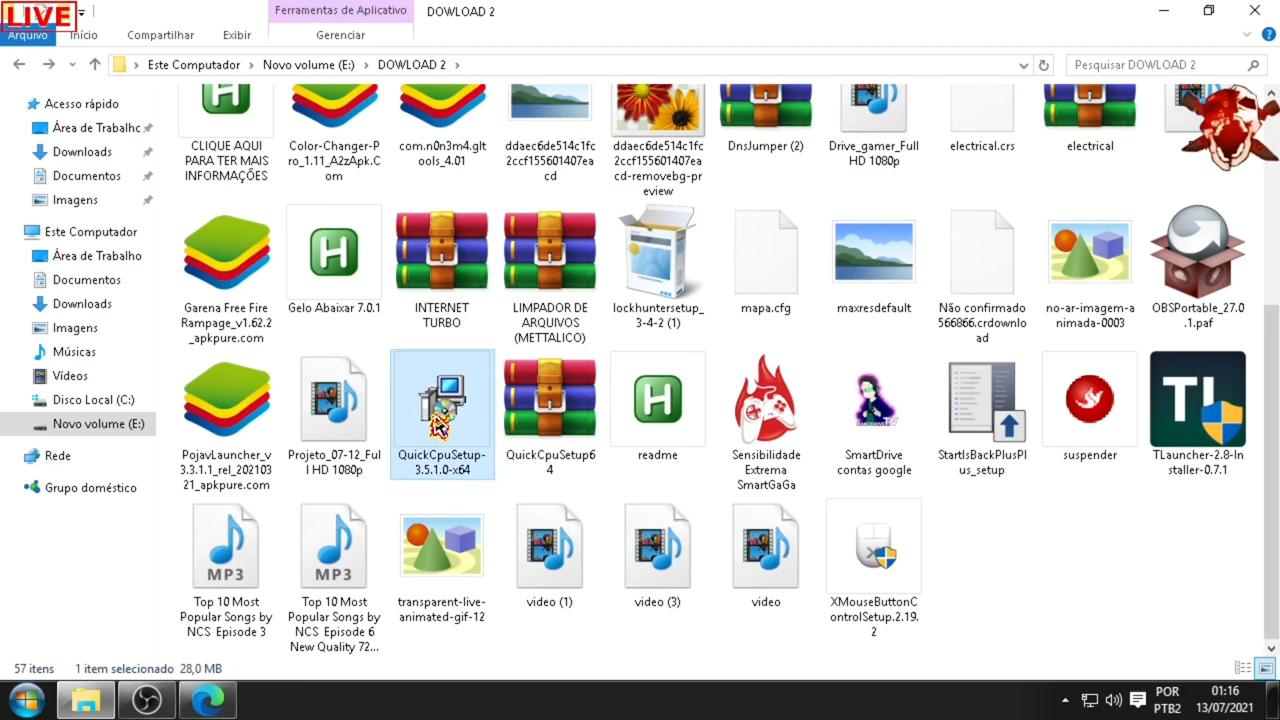 LIVE
Ferramentas de Aplicativo
DOWLOAD 2
Arquivo
Início
Compartilhar
Exibir
Gerenciar
Este Computador
Novo volume (E:)
DOWLOAD 2
Pesquisar DOWLOAD 2
Acesso rápido
Área de Trabalhc
Downloads
Documentos
Imagens
Este Computador
Área de Trabalho
Documentos
Downloads
Imagens
Músicas
Vídeos
Disco Local (C:)
Novo volume (E:)
Rede
Grupo doméstico
CLIQUE AQUI
PARA TER MAIS
INFORMAÇÕES
Color-Changer-P
ro_1.11_A2zApk.C
om
com.n0n3m4.glt
ools_4.01
ddaec6de514c1fc
2ccf155601407ea
cd
ddaec6de514c1fc
2ccf155601407ea
cd-removebg-pr
eview
DnsJumper (2)
Drive_gamer_Full
HD 1080p
electrical.crs
electrical
Garena Free Fire
Rampage_v1.62.2
_apkpure.com
Gelo Abaixar 7.0.1
INTERNET
TURBO
LIMPADOR DE
ARQUIVOS
(METTALICO)
lockhuntersetup_
3-4-2 (1)
mapa.cfg
maxresdefault
Não confirmado
566866.crdownlo
ad
no-ar-imagem-a
nimada-0003
OBSPortable_27.0
.1.paf
PojavLauncher_v
3.3.1.1_rel_202103
21_apkpure.com
Projeto_07-12_Ful
l HD 1080p
QuickCpuSetup-
3.5.1.0-x64
QuickCpuSetup6
4
readme
Sensibilidade
Extrema
SmartGaGa
SmartDrive
contas google
StartIsBackPlusPl
us_setup
suspender
TL
TLauncher-2.8-In
staller-0.7.1
MP3
Top 10 Most
Popular Songs by
NCS Episode 3
MP3
Top 10 Most
Popular Songs by
NCS Episode 6
New Quality 72...
transparent-live-
animated-gif-12
video (1)
video (3)
video
XMouseButtonC
ontrolSetup.2.19.
2
57 itens
1 item selecionado 28,0 MB
POR
PTB2
01:16
13/07/2021